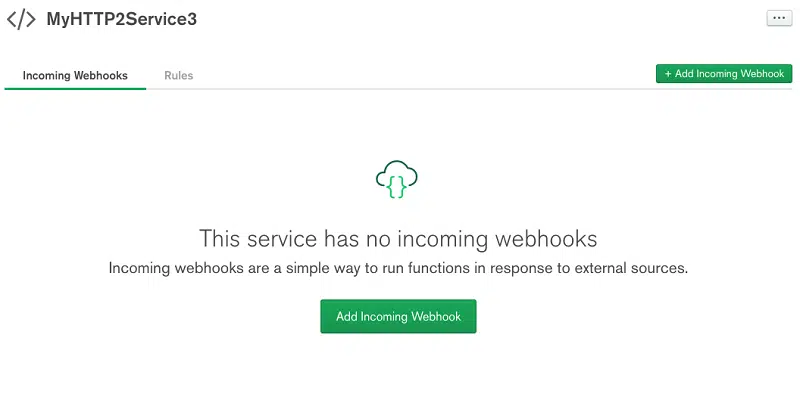 </> MyHTTP2Service3
...
Incoming Webhooks
Rules
+ Add Incoming Webhook
{}
This service has no incoming webhooks
Incoming webhooks are a simple way to run functions in response to external sources.
Add Incoming Webhook